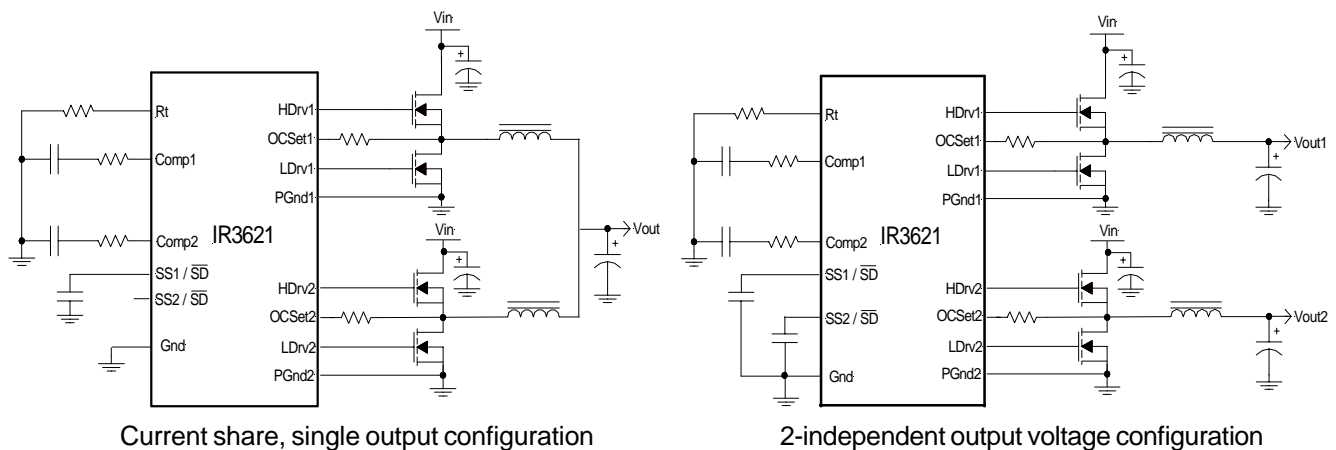 Vin
+
Rt
HDrv1
OCSet1
Comp1
LDrv1
PGnd1
IR3621
Vout
+
Comp2
Vin
+
SS1 / SD
HDrv2
SS2 / SD
OCSet2
Gnd
LDrv2
PGnd2
Current share, single output configuration
Vin
+
Rt
HDrv1
OCSet1
Vout1
+
Comp1
LDrv1
PGnd1
IR3621
Comp2
Vin
+
SS1 / SD
HDrv2
SS2 / SD
OCSet2
Vout2
+
LDrv2
Gnd
PGnd2
2-independent output voltage configuration